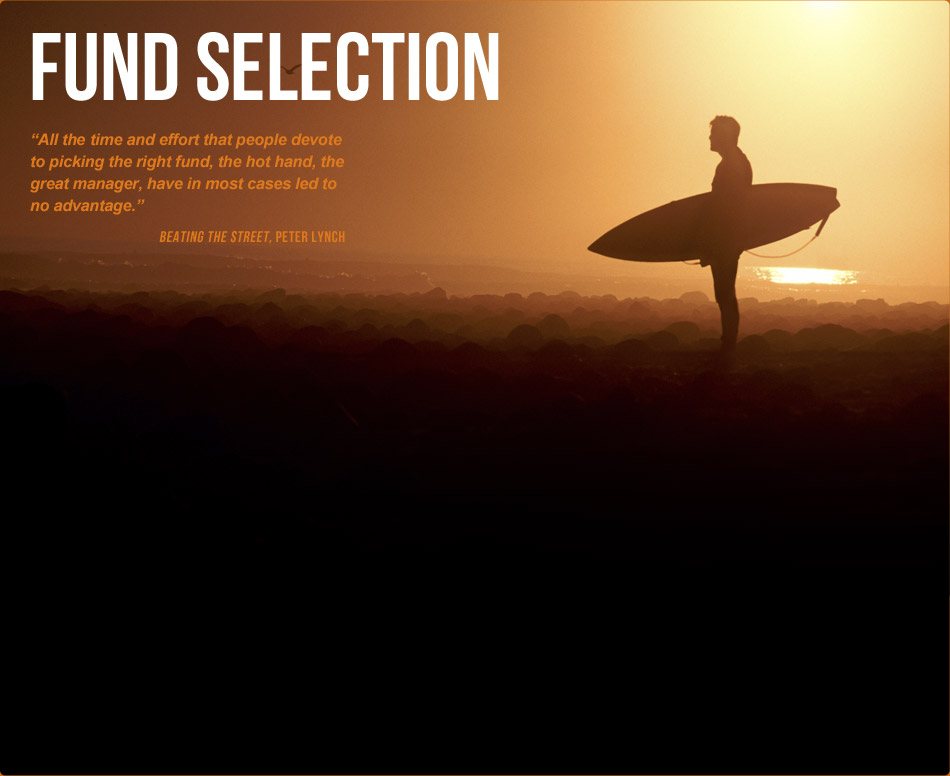 FUND SELECTION
“All the time and effort that people devote
to picking the right fund, the hot hand, the
great manager, have in most cases led to
no advantage.”
BEATING THE STREET, PETER LYNCH